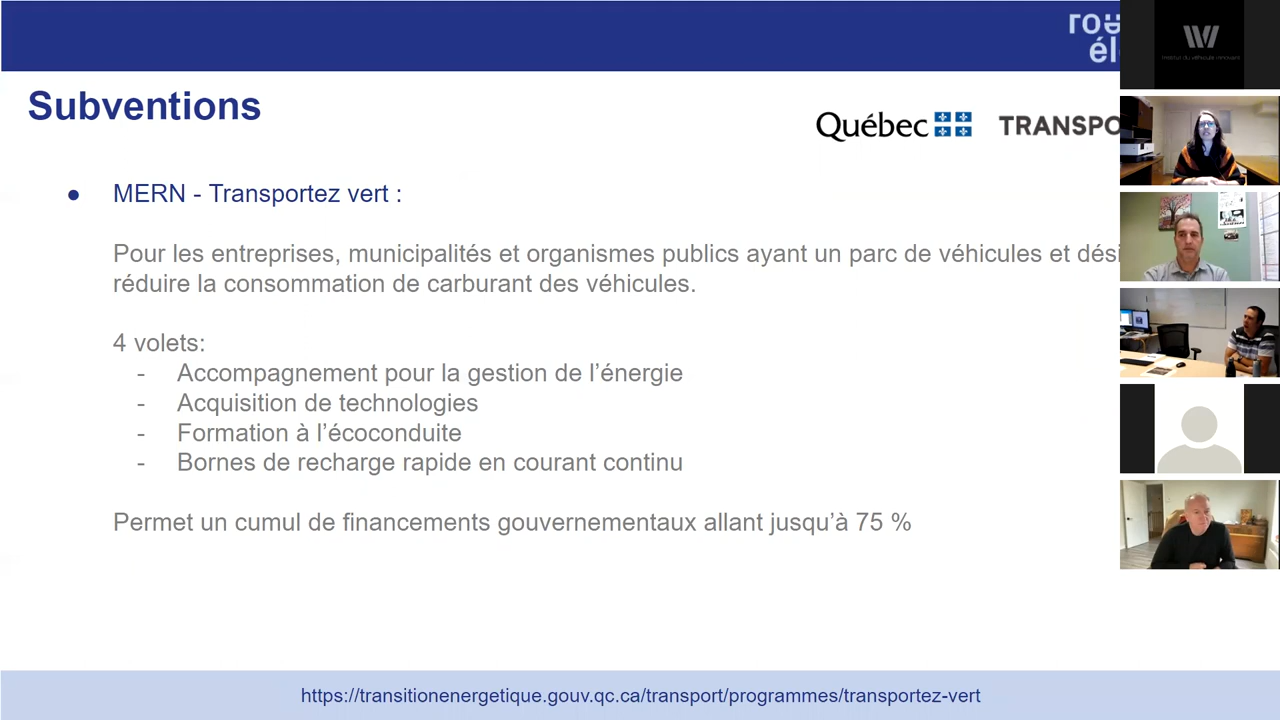 Subventions
Québec TRANSPO
● MERN - Transportez vert :
Pour les entreprises, municipalités et organismes publics ayant un parc de véhicules et dési
réduire la consommation de carburant des véhicules.
4 volets:
- Accompagnement pour la gestion de l’énergie
- Acquisition de technologies
- Formation à l’écoconduite
- Bornes de recharge rapide en courant continu
Permet un cumul de financements gouvernementaux allant jusqu’à 75 %
https://transitionenergetique.gouv.qc.ca/transport/programmes/transportez-vert